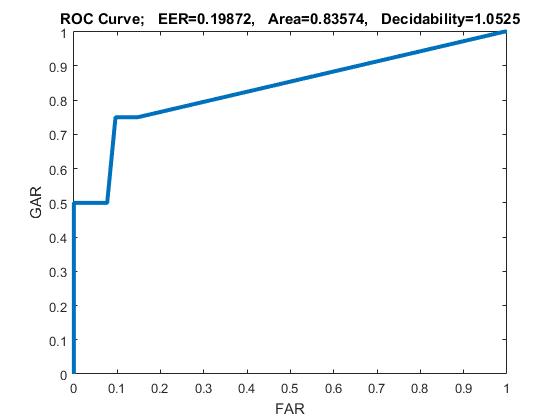 ROC Curve;   EER=0.19872,   Area=0.83574,   Decidability=1.0525
1
0.9
0.8
0.7
0.6
0.5
0.4
0.3
0.2
0.1
0
GAR
0 0.1 0.2 0.3 0.4 0.5 0.6 0.7 0.8 0.9 1
FAR